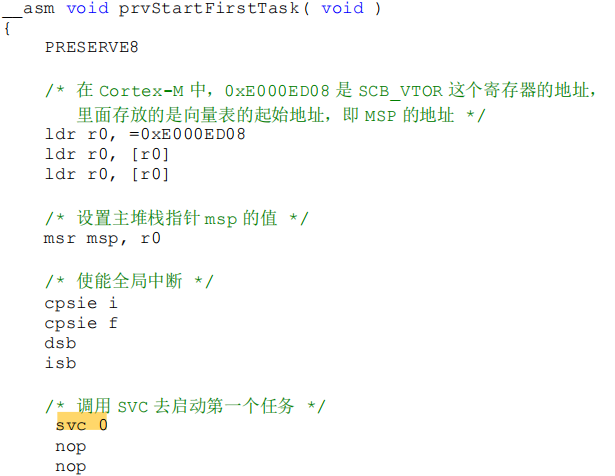 __asm void prvStartFirstTask( void )
{
PRESERVE8
/* 在 Cortex-M 中，0xE000ED08 是 SCB_VTOR 这个寄存器的地址，
里面存放的是向量表的起始地址，即 MSP 的地址 */
ldr r0, =0xE000ED08
ldr r0, [r0]
ldr r0, [r0]
/* 设置主堆栈指针 msp 的值 */
msr msp, r0
/* 使能全局中断 */
cpsie i
cpsie f
dsb
isb
/* 调用 SVC 去启动第一个任务 */
svc 0
nop
nop